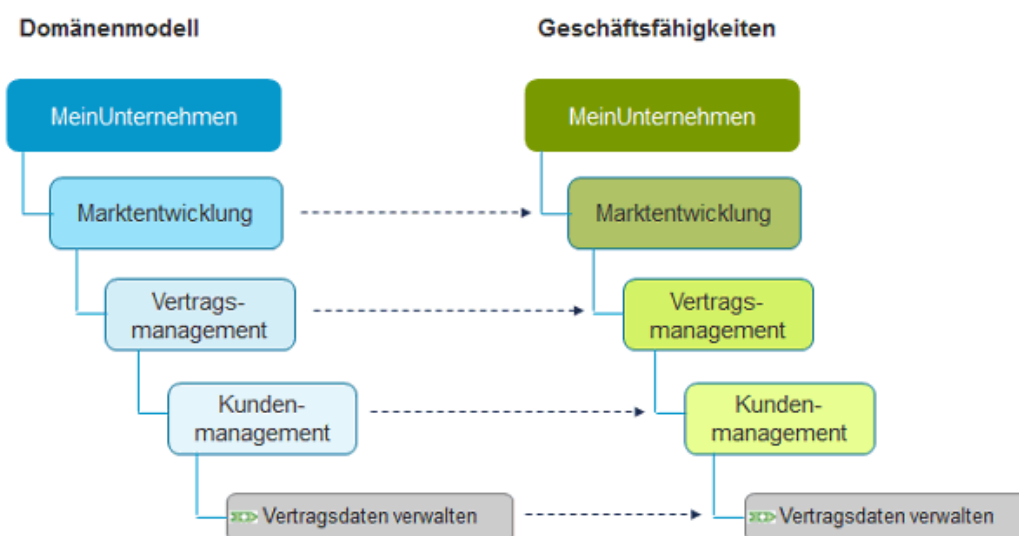 Domänenmodell
Geschäftsfähigkeiten
MeinUnternehmen
MeinUnternehmen
Marktentwicklung
Marktentwicklung
Vertrags-
management
Vertrags-
management
Kunden-
management
Kunden-
management
Vertragsdaten verwalten
Vertragsdaten verwalten